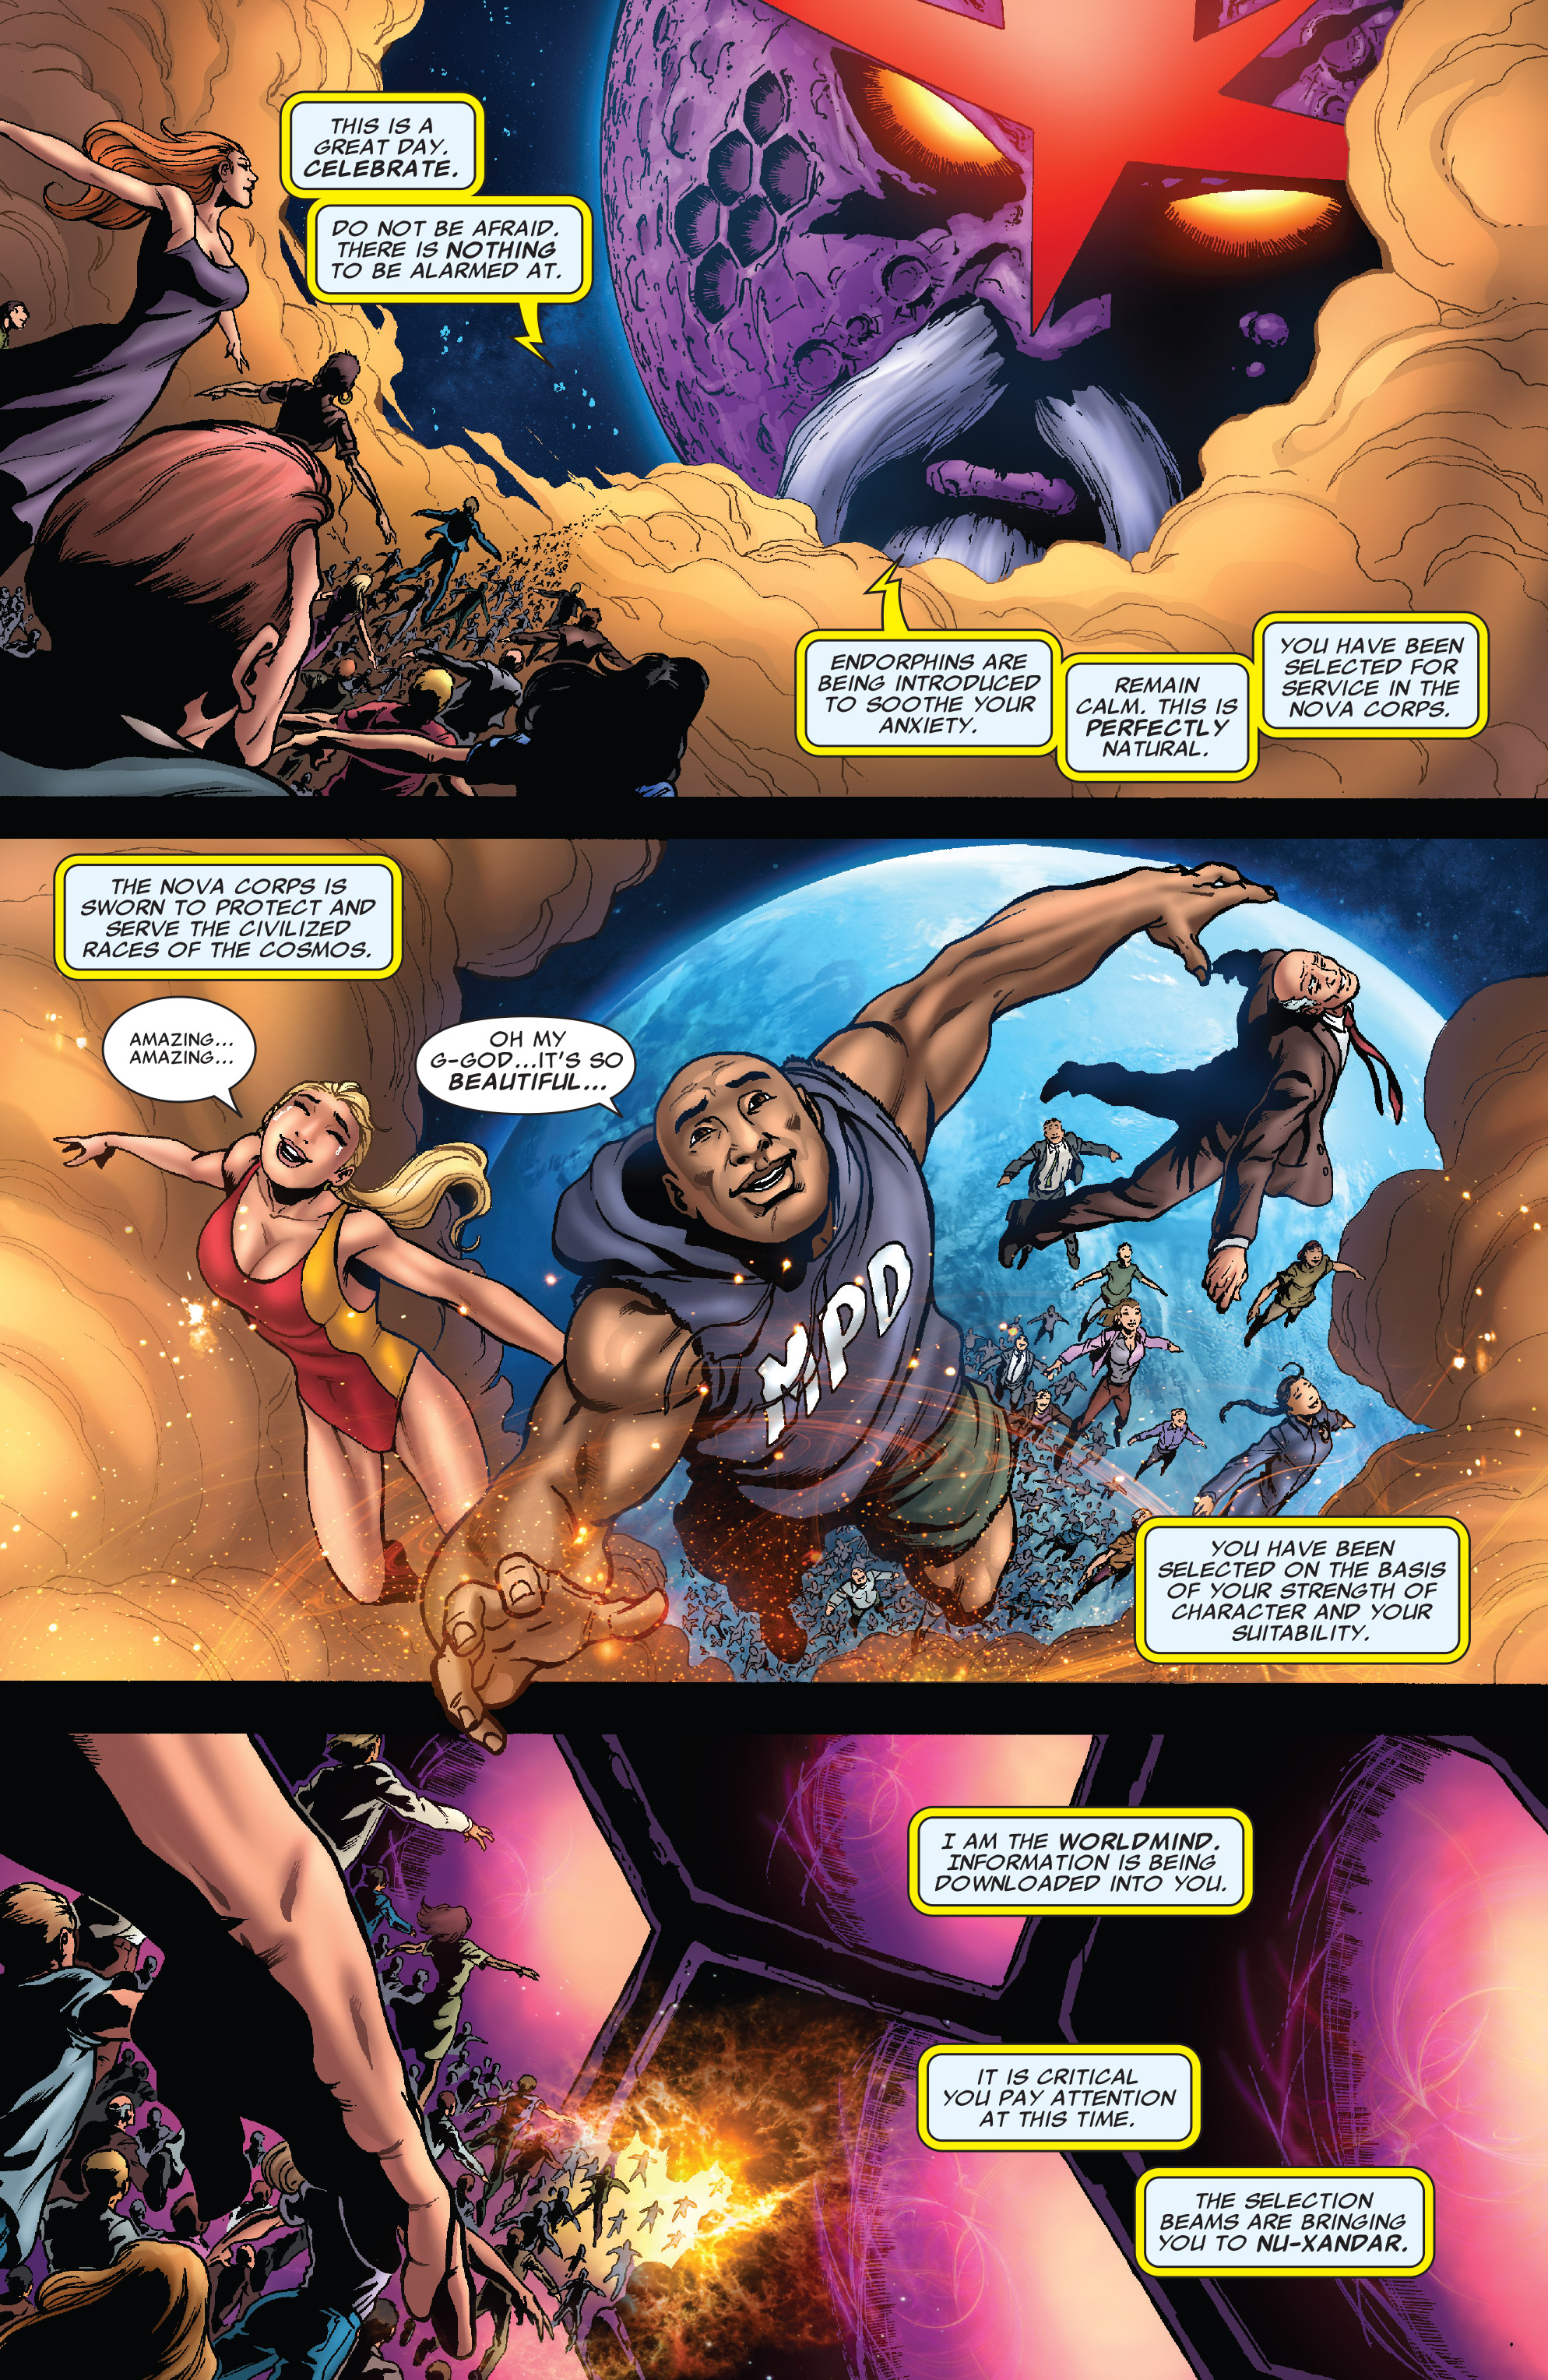 THIS IS A
GREAT DAY.
CELEBRATE.
DO NOT BE AFRAID.
THERE IS NOTHING
TO BE ALARMED AT.
ENDORPHINS ARE
BEING INTRODUCED
TO SOOTHE YOUR
ANXIETY.
REMAIN
CALM. THIS IS
PERFECTLY
NATURAL.
YOU HAVE BEEN
SELECTED FOR
SERVICE IN THE
NOVA CORPS.
THE NOVA CORPS IS
SWORN TO PROTECT AND
SERVE THE CIVILIZED
RACES OF THE COSMOS.
AMAZING...
AMAZING...
OH MY
G-GOD...IT'S SO
BEAUTIFUL...
NPD
YOU HAVE BEEN
SELECTED ON THE BASIS
OF YOUR STRENGTH OF
CHARACTER AND YOUR
SUITABILITY.
I AM THE WORLDMIND.
INFORMATION IS BEING
DOWNLOADED INTO YOU.
IT IS CRITICAL
YOU PAY ATTENTION
AT THIS TIME.
THE SELECTION
BEAMS ARE BRINGING
YOU TO NU-XANDAR.